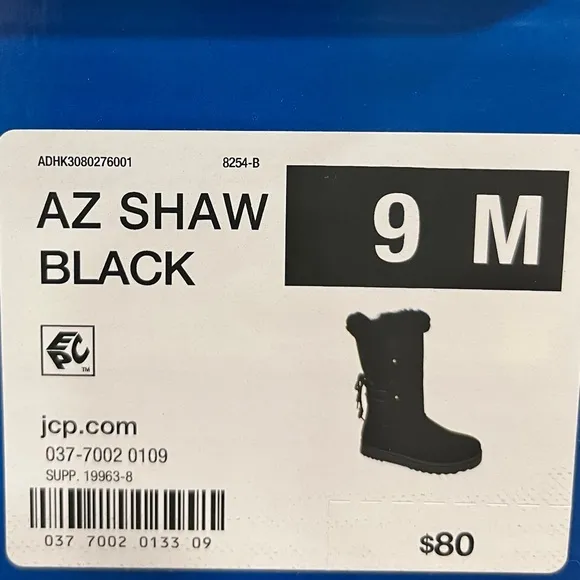 ADHK3080276001 8254-B
AZ SHAW 9 M
BLACK
EPC TM
jcp.com
037-7002 0109
SUPP. 19963-8
037 7002 0133 09
$80